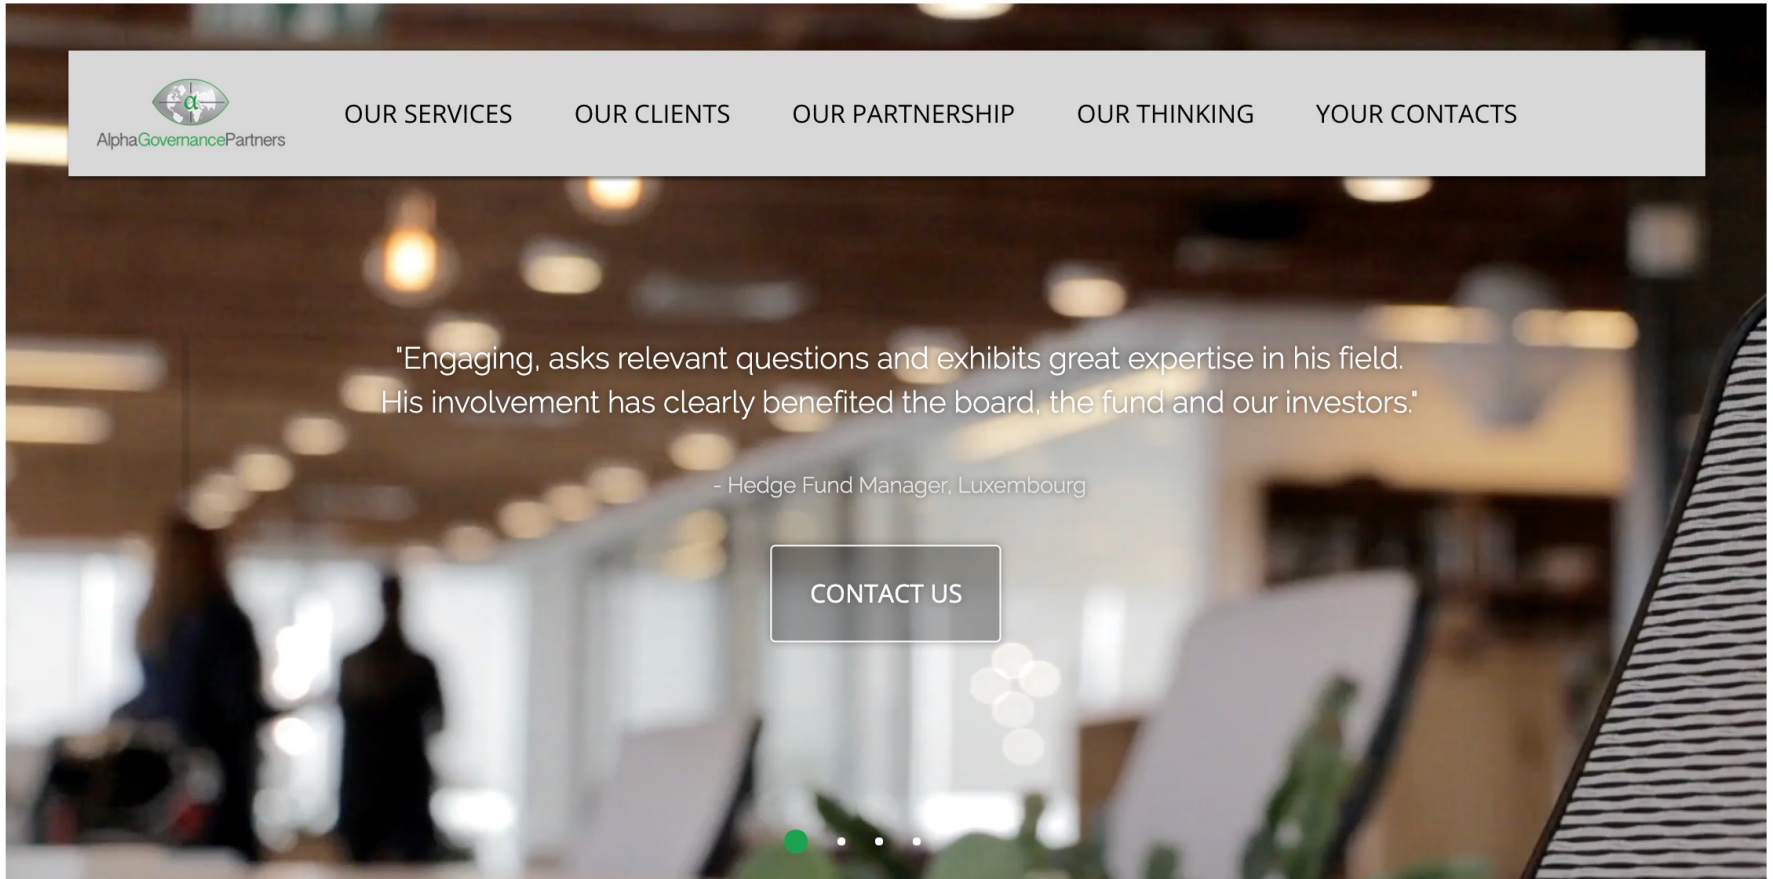 α
AlphaGovernancePartners
OUR SERVICES
OUR CLIENTS
OUR PARTNERSHIP
OUR THINKING
YOUR CONTACTS
"Engaging, asks relevant questions and exhibits great expertise in his field.
His involvement has clearly benefited the board, the fund and our investors."
- Hedge Fund Manager, Luxembourg
CONTACT US